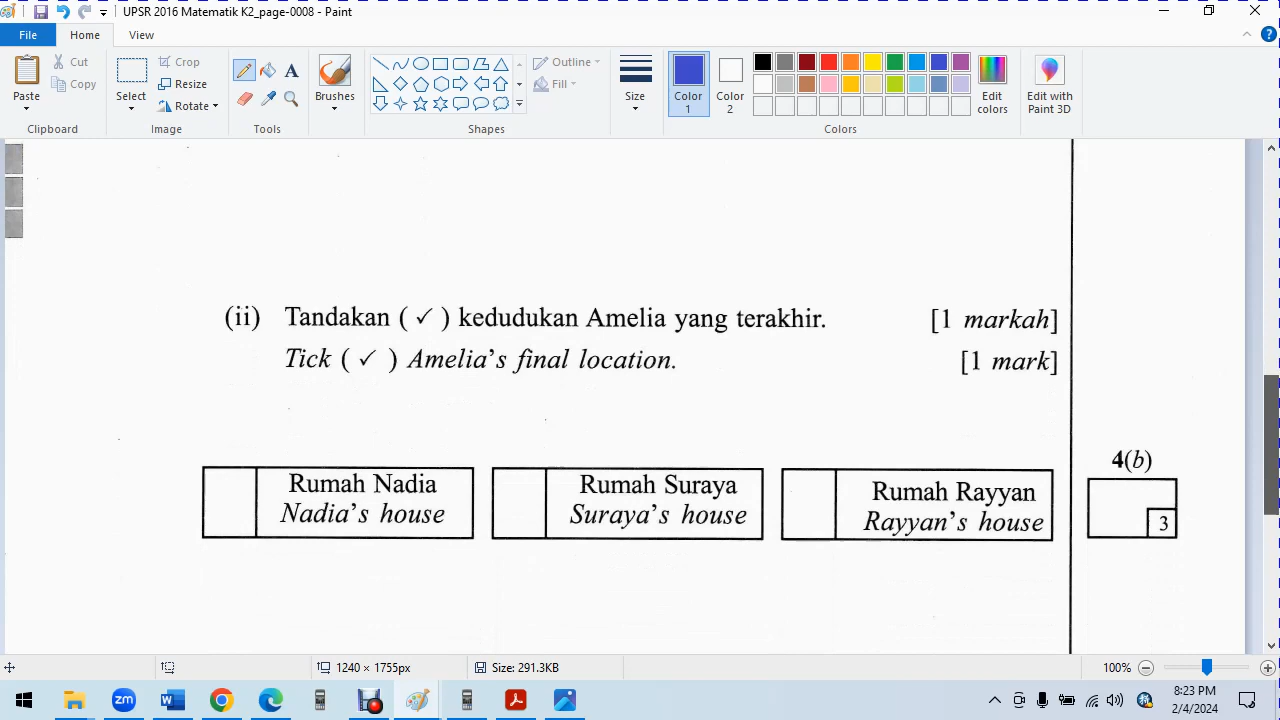 UPSR 2016 Matematik K2_page-0008 - Paint
File Home View
Paste
Cut
Copy
Clipboard
Select
Crop
Resize
Rotate
Image
A
Tools
Brushes
Shapes
Outline
Fill
Size
Color 1
Color 2
Colors
Edit colors
Edit with Paint 3D
(ii) Tandakan ( ✓ ) kedudukan Amelia yang terakhir. [1 markah]
Tick ( ✓ ) Amelia's final location. [1 mark]
Rumah Nadia
Nadia's house
Rumah Suraya
Suraya's house
Rumah Rayyan
Rayyan's house
4(b)
3
1240 × 1755px
Size: 291.3KB
100%
zm
W
8:23 PM
2/4/2024